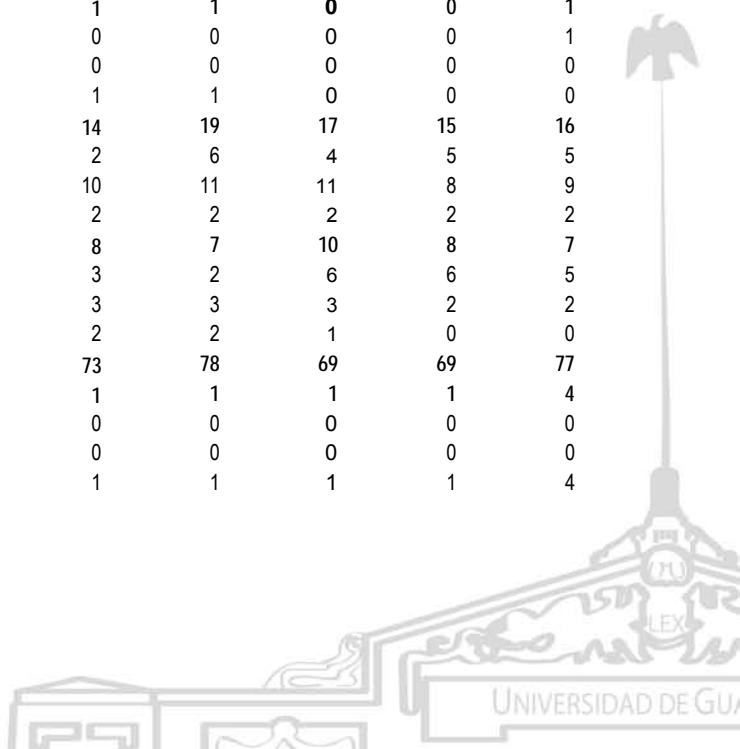 1 1 0 0 1
0 0 0 0 1
0 0 0 0 0
1 1 0 0 0
14 19 17 15 16
2 6 4 5 5
10 11 11 8 9
2 2 2 2 2
8 7 10 8 7
3 2 6 6 5
3 3 3 2 2
2 2 1 0 0
73 78 69 69 77
1 1 1 1 4
0 0 0 0 0
0 0 0 0 0
1 1 1 1 4
LEX
UNIVERSIDAD DE GUA